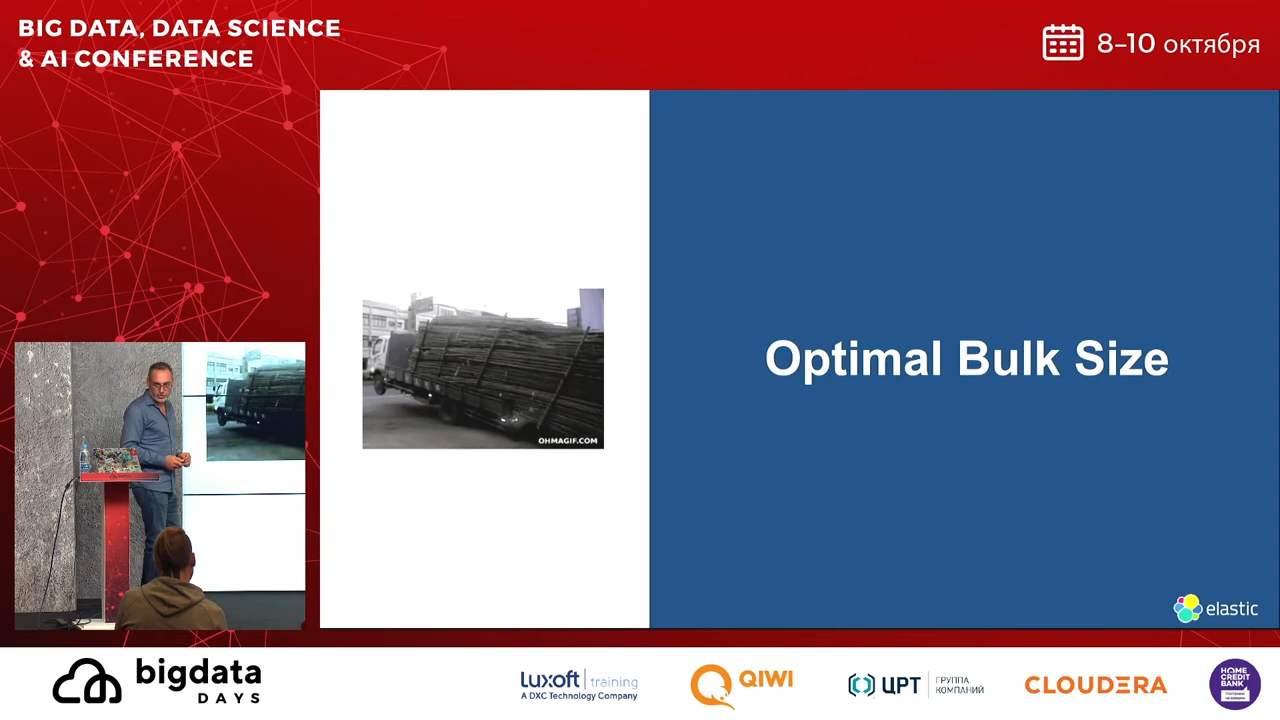 BIG DATA, DATA SCIENCE
& AI CONFERENCE
8–10 октября
Optimal Bulk Size
OHMAGIF.COM
elastic
bigdata
DAYS
Luxoft training
A DXC Technology Company
QIWI
ЦРТ ГРУППА
КОМПАНИЙ
CLOUDERA
HOME
CREDIT
BANK